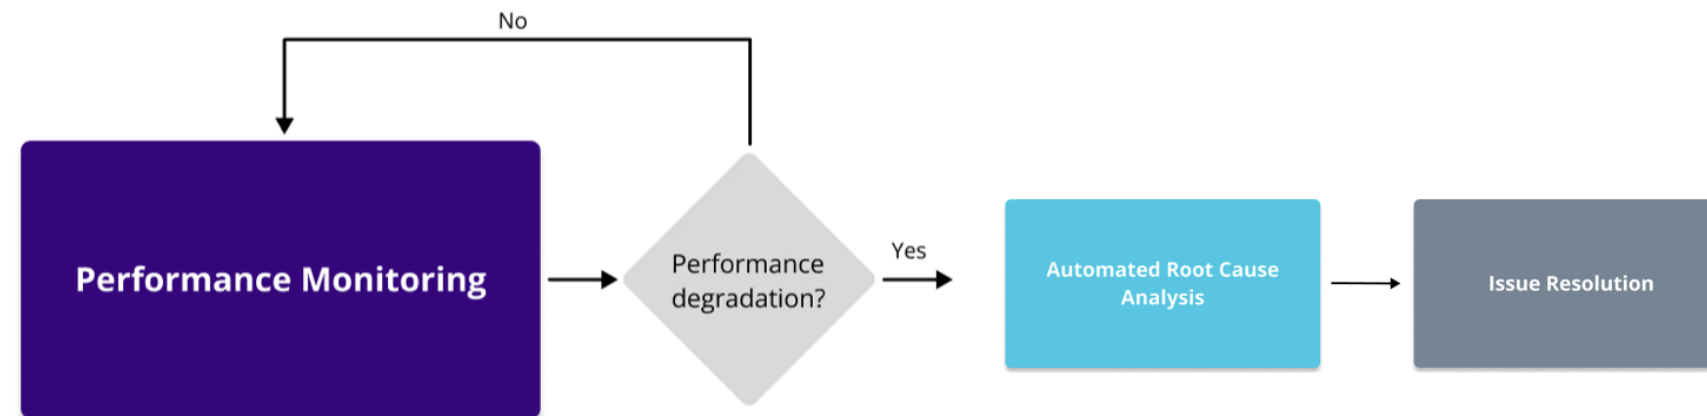 No
Performance Monitoring
Performance
degradation?
Yes
Automated Root Cause
Analysis
Issue Resolution